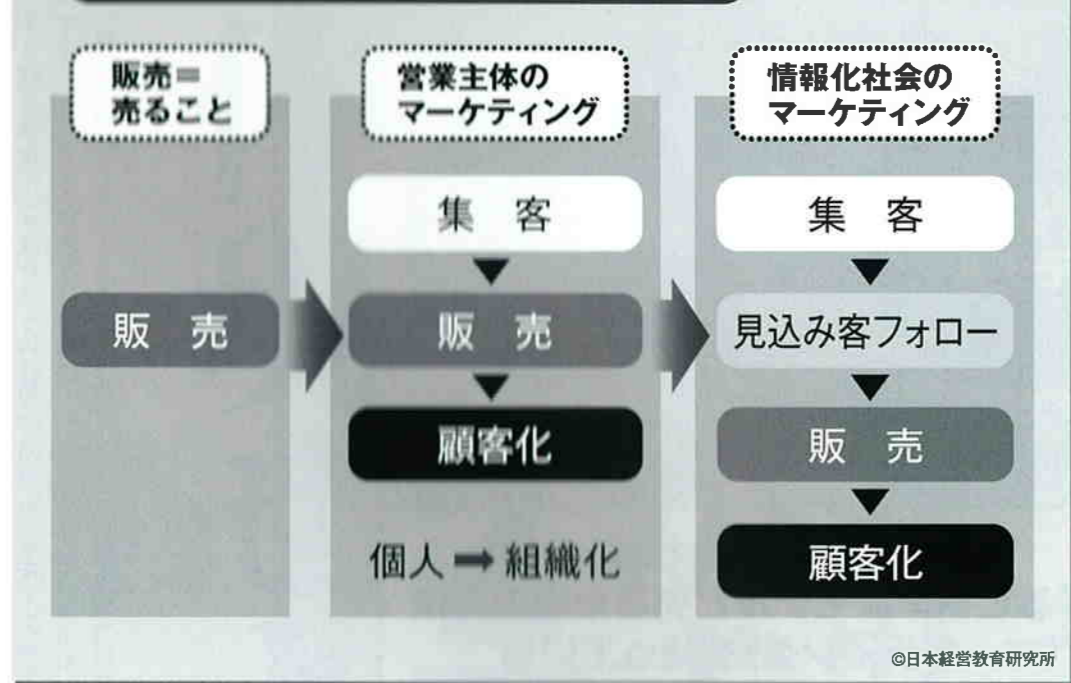 販売＝
売ること
販　売
営業主体の
マーケティング
集　客
販　売
顧客化
個人➡組織化
情報化社会の
マーケティング
集　客
見込み客フォロー
販　売
顧客化
©日本経営教育研究所